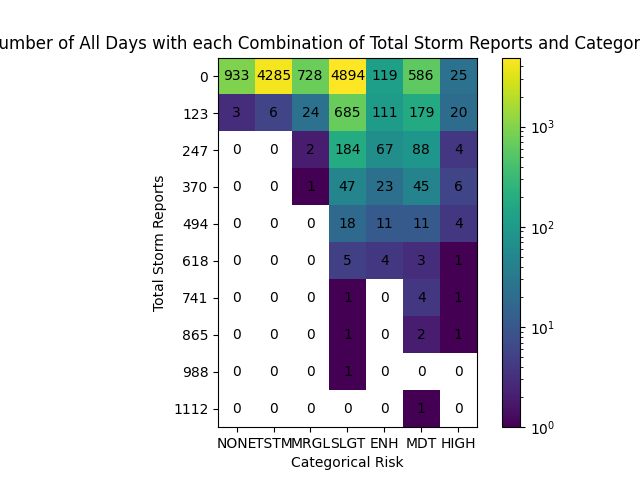 umber of All Days with each Combination of Total Storm Reports and Categor
0 933 4285 728 4894 119 586 25
123 3 6 24 685 111 179 20
247 0 0 2 184 67 88 4
370 0 0 1 47 23 45 6
494 0 0 0 18 11 11 4
618 0 0 0 5 4 3 1
741 0 0 0 1 0 4 1
865 0 0 0 1 0 2 1
988 0 0 0 1 0 0 0
1112 0 0 0 0 0 1 0
NONE TSTM MRGL SLGT ENH MDT HIGH
Categorical Risk
Total Storm Reports
10³
10²
10¹
10⁰